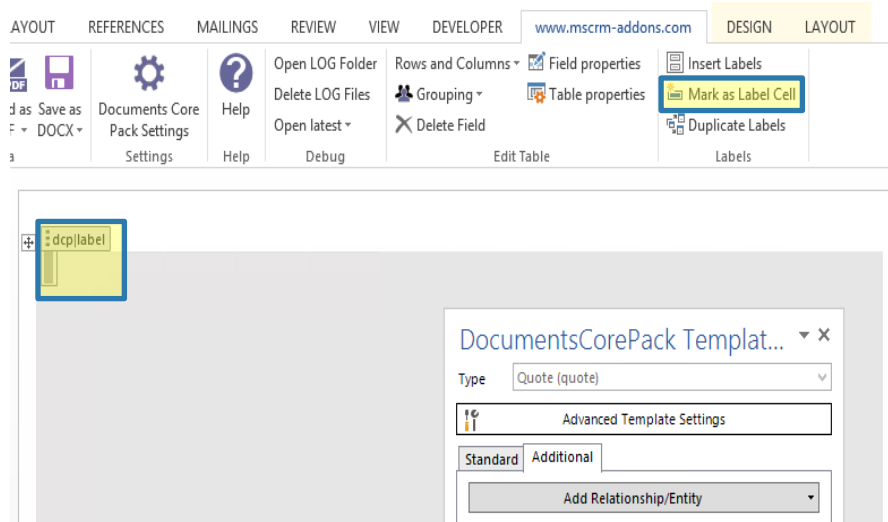 AYOUT REFERENCES MAILINGS REVIEW VIEW DEVELOPER www.mscrm-addons.com DESIGN LAYOUT
Open LOG Folder Rows and Columns Field properties Insert Labels
PDF Delete LOG Files Grouping Table properties Mark as Label Cell
d as Save as Documents Core Help
F DOCX Pack Settings Open latest Delete Field Duplicate Labels
a Settings Help Debug Edit Table Labels
dcp|label
DocumentsCorePack Templat...
Type Quote (quote)
Advanced Template Settings
Standard Additional
Add Relationship/Entity